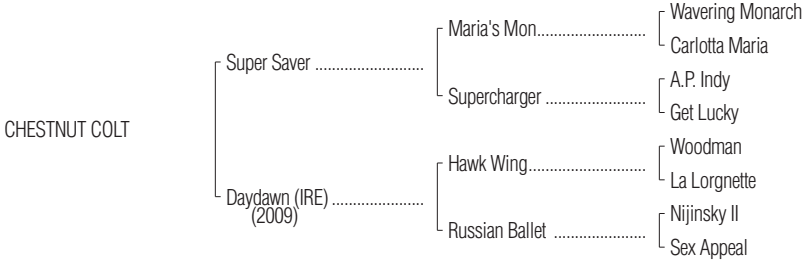 Wavering Monarch
Maria's Mon..........................
Carlotta Maria
Super Saver ..........................
A.P. Indy
Supercharger ........................
Get Lucky
CHESTNUT COLT
Woodman
Hawk Wing............................
La Lorgnette
Daydawn (IRE) ......................
(2009)
Nijinsky II
Russian Ballet ......................
Sex Appeal